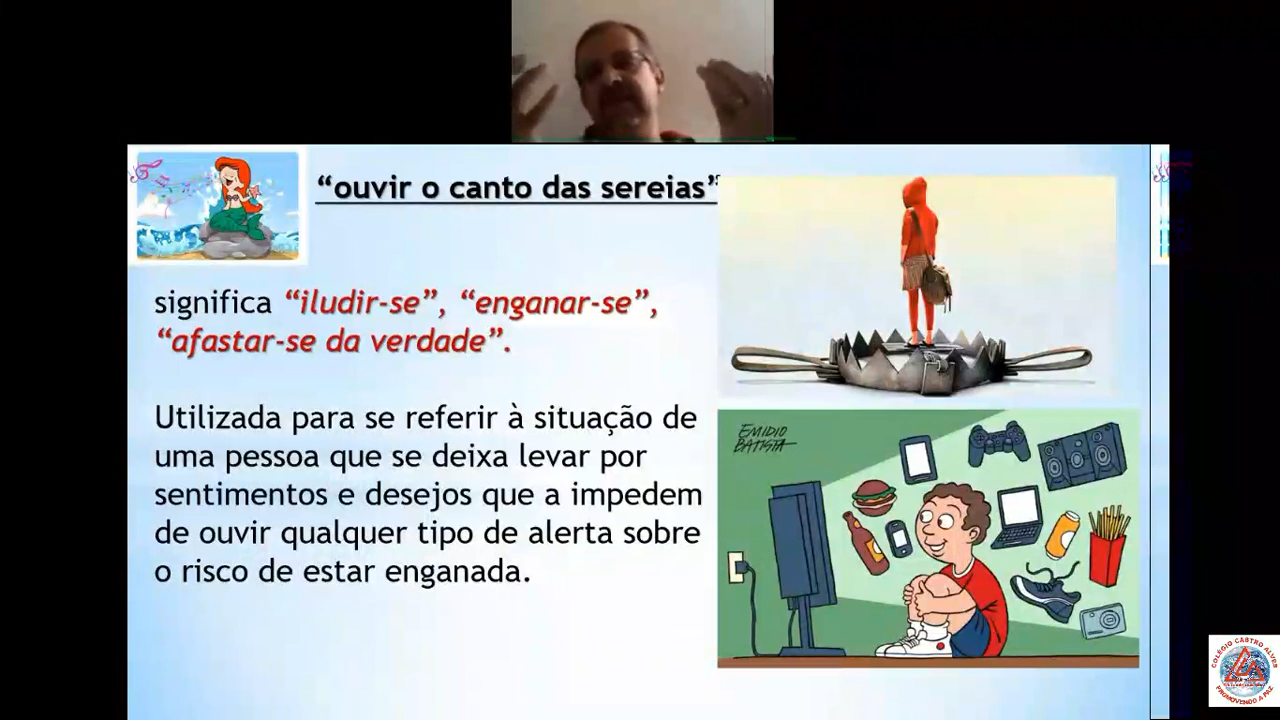 “ouvir o canto das sereias”
significa “iludir-se”, “enganar-se”,
“afastar-se da verdade”.
Utilizada para se referir à situação de
uma pessoa que se deixa levar por
sentimentos e desejos que a impedem
de ouvir qualquer tipo de alerta sobre
o risco de estar enganada.
EMIDIO
BATISTA
COLÉGIO CASTRO ALVES
PROMOVENDO A PAZ